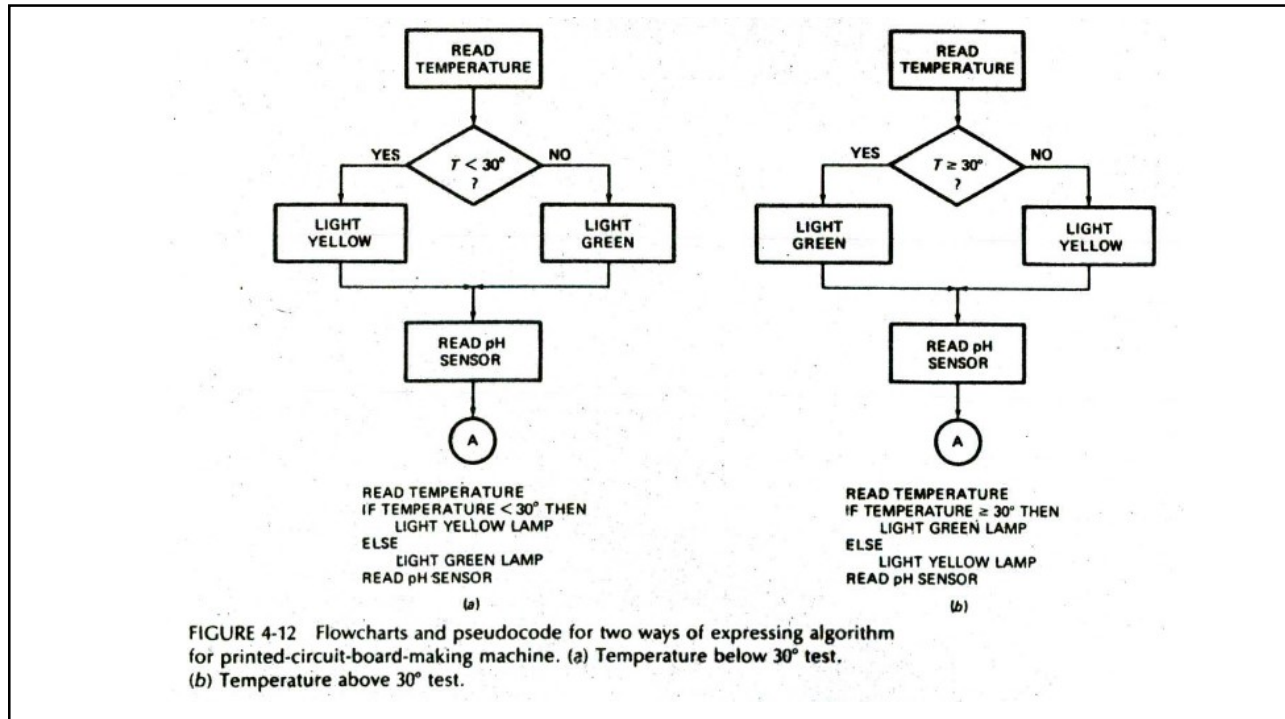 READ
TEMPERATURE
YES
T < 30°
?
NO
LIGHT
YELLOW
LIGHT
GREEN
READ pH
SENSOR
A
READ TEMPERATURE
IF TEMPERATURE < 30° THEN
LIGHT YELLOW LAMP
ELSE
LIGHT GREEN LAMP
READ pH SENSOR
(a)
READ
TEMPERATURE
YES
T ≥ 30°
?
NO
LIGHT
GREEN
LIGHT
YELLOW
READ pH
SENSOR
A
READ TEMPERATURE
IF TEMPERATURE ≥ 30° THEN
LIGHT GREEN LAMP
ELSE
LIGHT YELLOW LAMP
READ pH SENSOR
(b)
FIGURE 4-12 Flowcharts and pseudocode for two ways of expressing algorithm
for printed-circuit-board-making machine. (a) Temperature below 30° test.
(b) Temperature above 30° test.